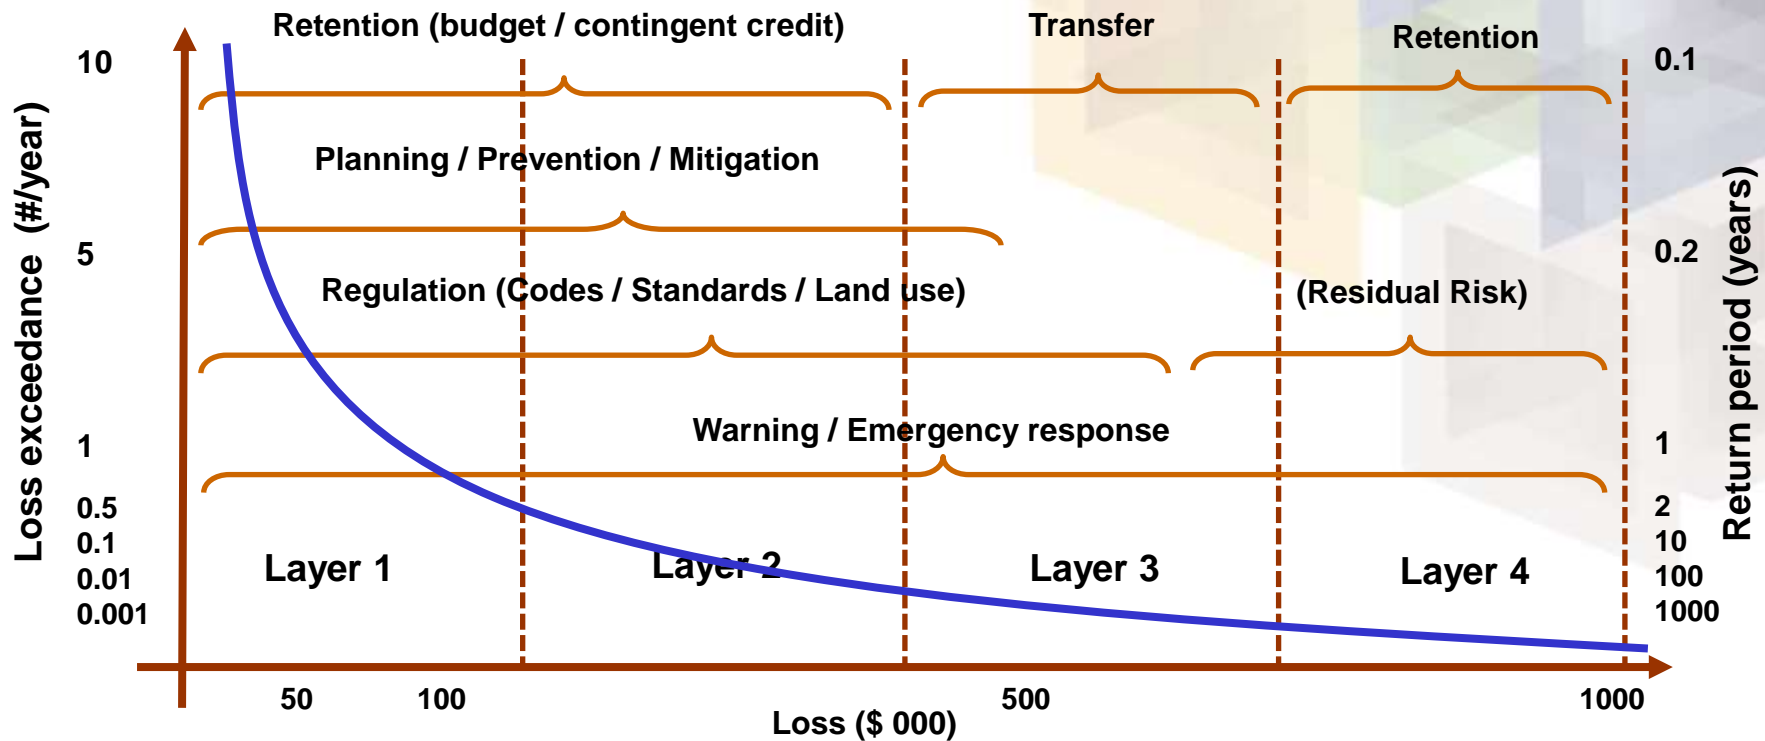 Retention (budget / contingent credit)
Transfer
Retention
10
0.1
Planning / Prevention / Mitigation
5
0.2
Regulation (Codes / Standards / Land use)
(Residual Risk)
Warning / Emergency response
1
1
0.5
2
0.1
10
0.01
100
0.001
1000
Layer 1
Layer 2
Layer 3
Layer 4
Loss exceedance (#/year)
Return period (years)
50
100
500
1000
Loss ($ 000)